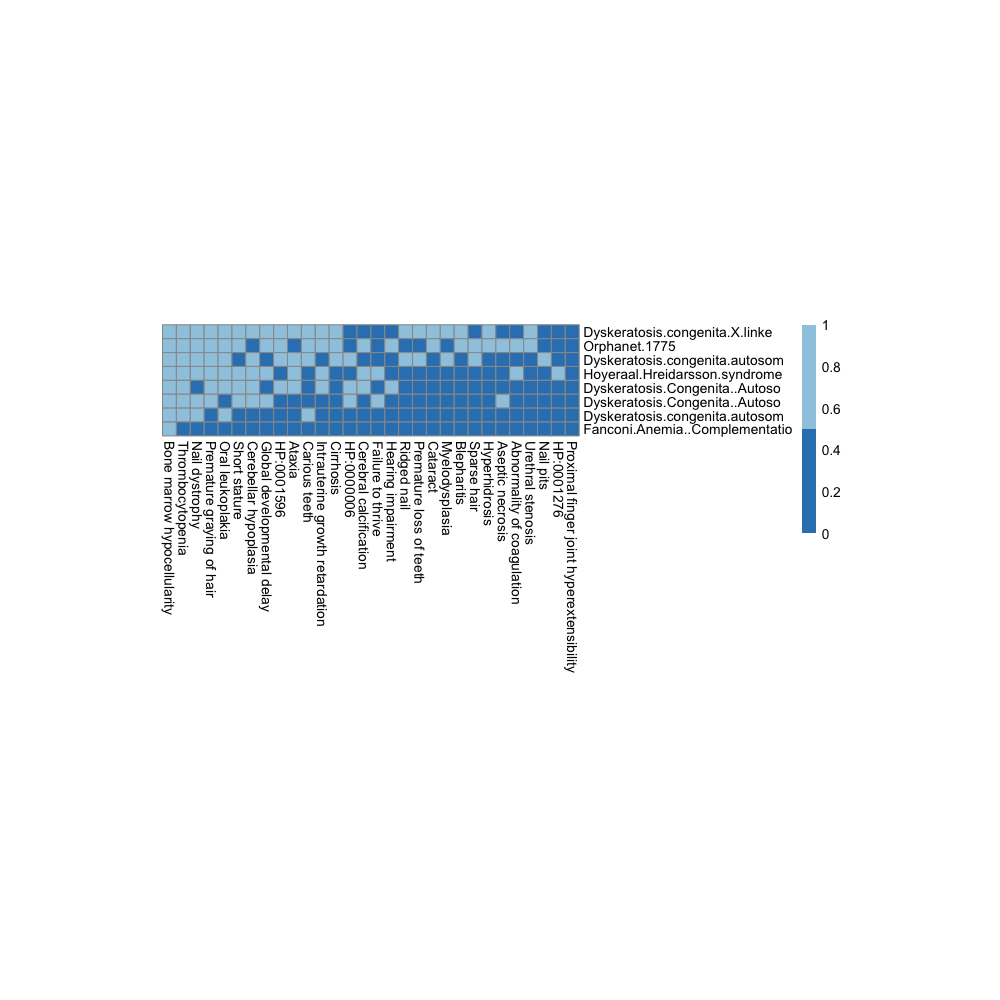 Dyskeratosis.congenita.X.linke
Orphanet.1775
Dyskeratosis.congenita.autosom
Hoyeraal.Hreidarsson.syndrome
Dyskeratosis.Congenita..Autoso
Dyskeratosis.Congenita..Autoso
Dyskeratosis.congenita.autosom
Fanconi.Anemia..Complementatio
1
0.8
0.6
0.4
0.2
0
Bone marrow hypocellularity
Thrombocytopenia
Nail dystrophy
Premature graying of hair
Oral leukoplakia
Short stature
Cerebellar hypoplasia
Global developmental delay
HP:0001596
Ataxia
Carious teeth
Intrauterine growth retardation
Cirrhosis
HP:0000006
Cerebral calcification
Failure to thrive
Hearing impairment
Ridged nail
Premature loss of teeth
Cataract
Myelodysplasia
Blepharitis
Sparse hair
Hyperhidrosis
Aseptic necrosis
Abnormality of coagulation
Urethral stenosis
Nail pits
HP:0001276
Proximal finger joint hyperextensibility